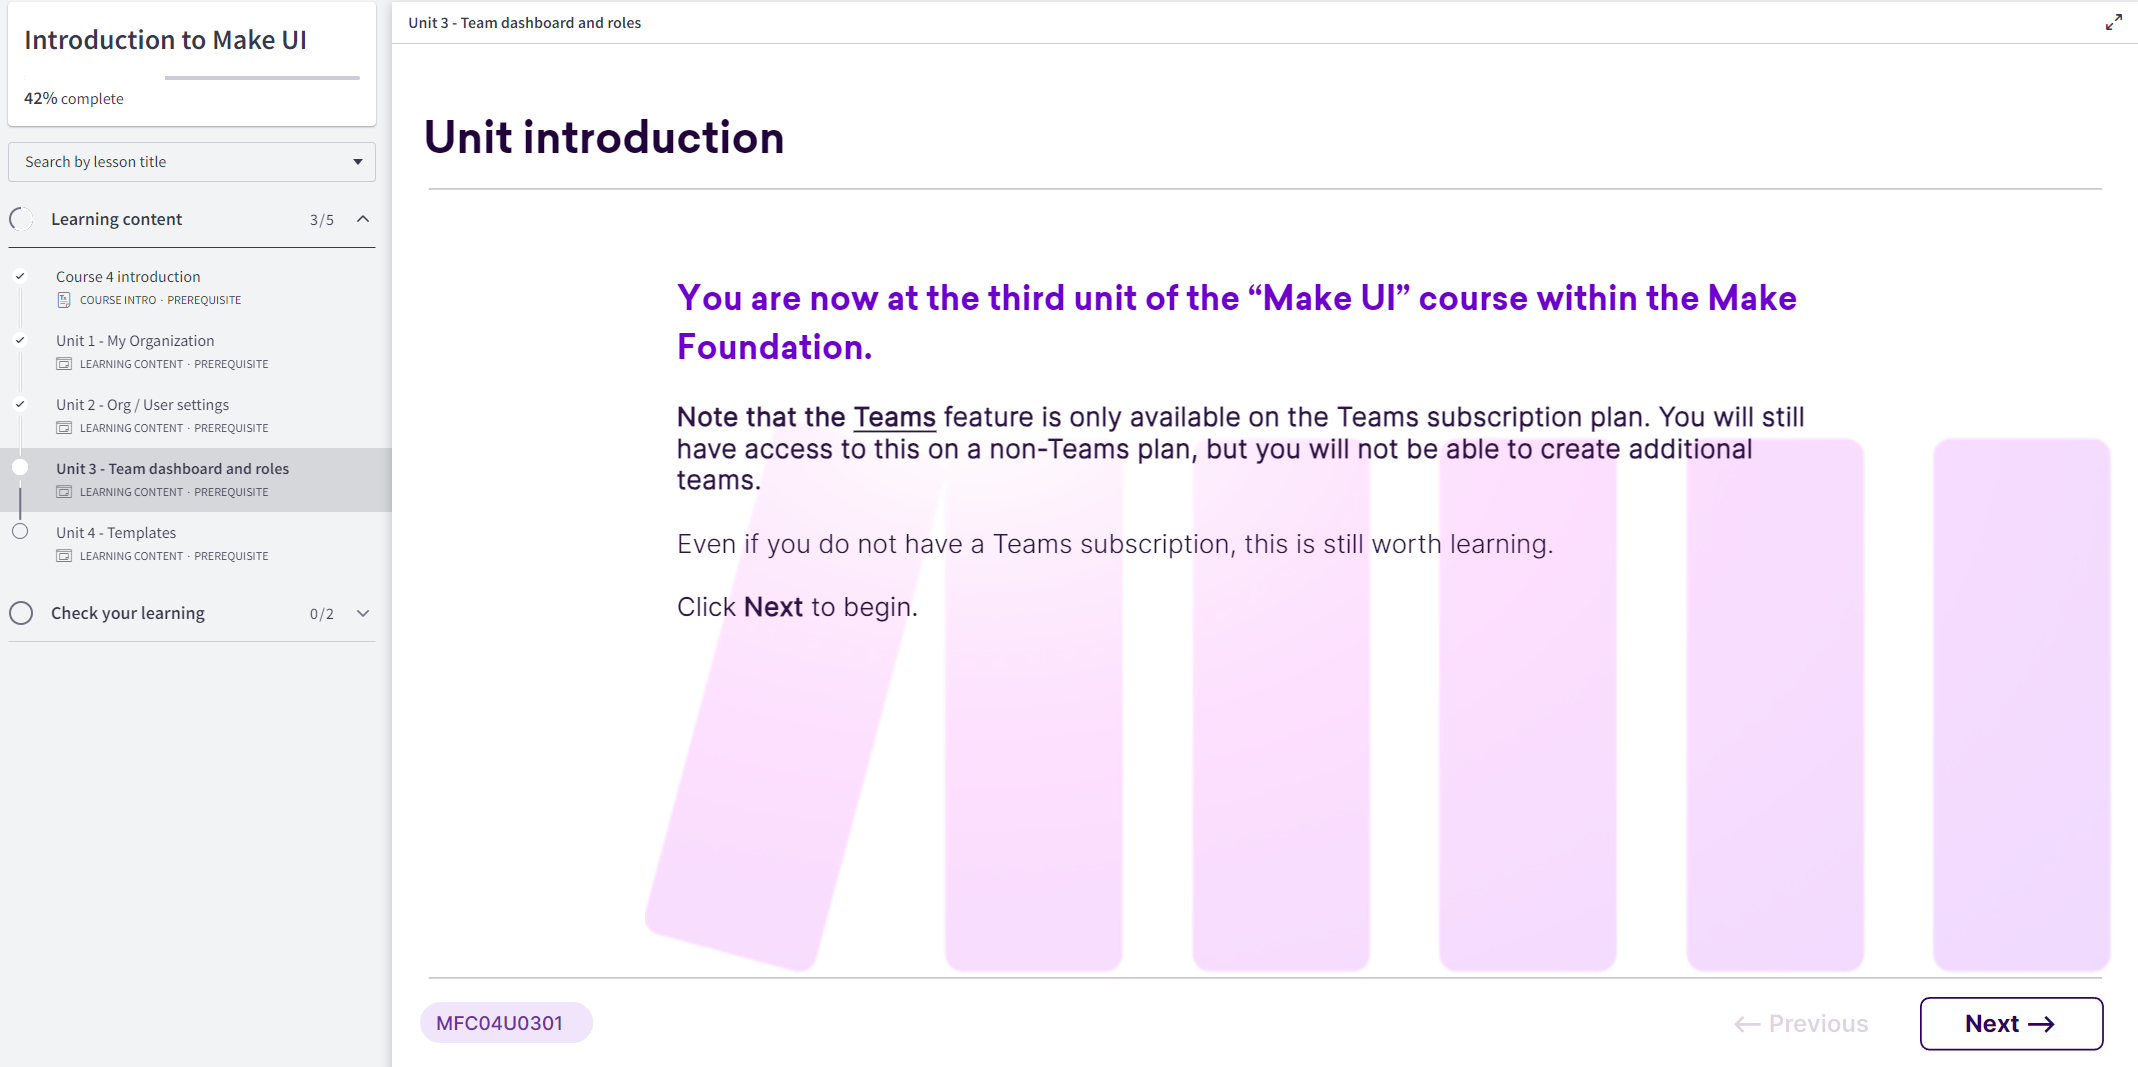 Introduction to Make UI
42% complete
Search by lesson title
Learning content 3/5
Course 4 introduction
COURSE INTRO · PREREQUISITE
Unit 1 - My Organization
LEARNING CONTENT · PREREQUISITE
Unit 2 - Org / User settings
LEARNING CONTENT · PREREQUISITE
Unit 3 - Team dashboard and roles
LEARNING CONTENT · PREREQUISITE
Unit 4 - Templates
LEARNING CONTENT · PREREQUISITE
Check your learning 0/2
Unit 3 - Team dashboard and roles
Unit introduction
You are now at the third unit of the “Make UI” course within the Make
Foundation.
Note that the Teams feature is only available on the Teams subscription plan. You will still
have access to this on a non-Teams plan, but you will not be able to create additional
teams.
Even if you do not have a Teams subscription, this is still worth learning.
Click Next to begin.
MFC04U0301
← Previous
Next →